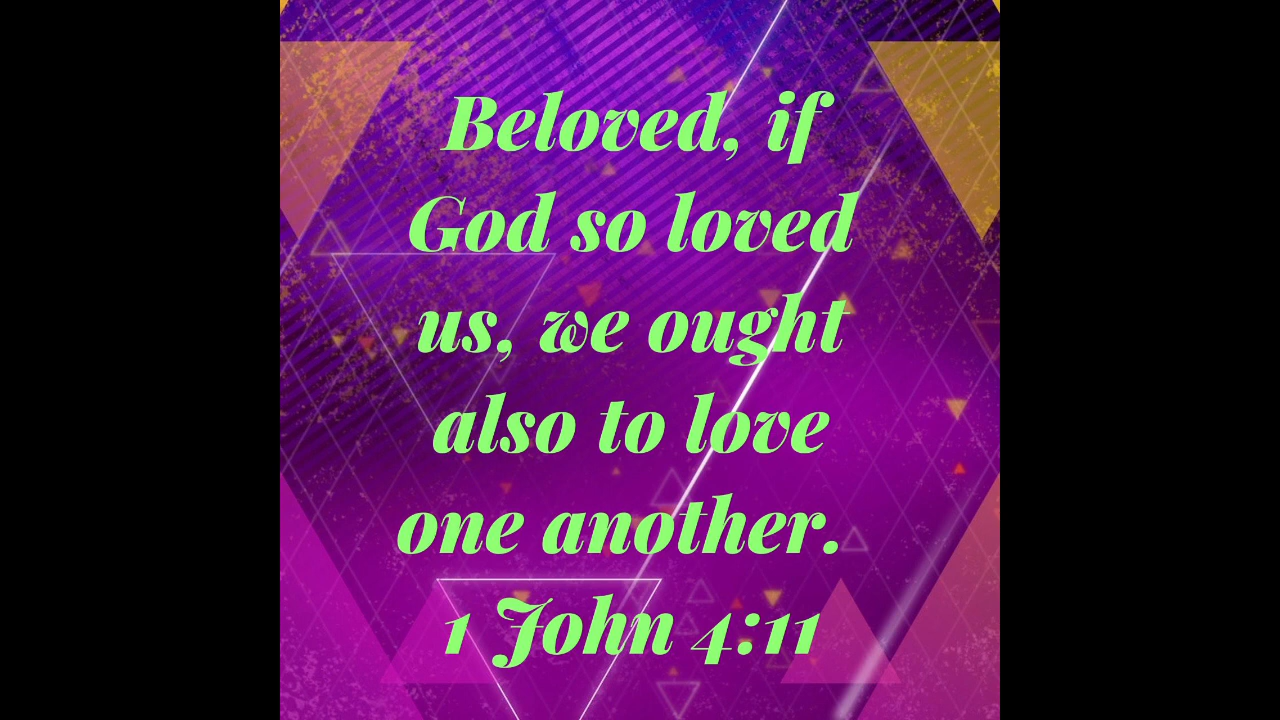 Beloved, if
God so loved
us, we ought
also to love
one another.
1 John 4:11